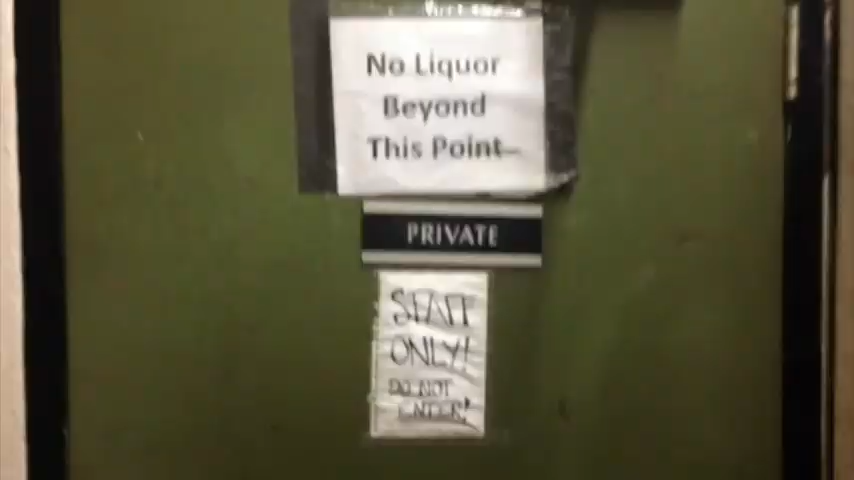 No Liquor
Beyond
This Point
PRIVATE
STAFF
ONLY!
DO NOT
ENTER!